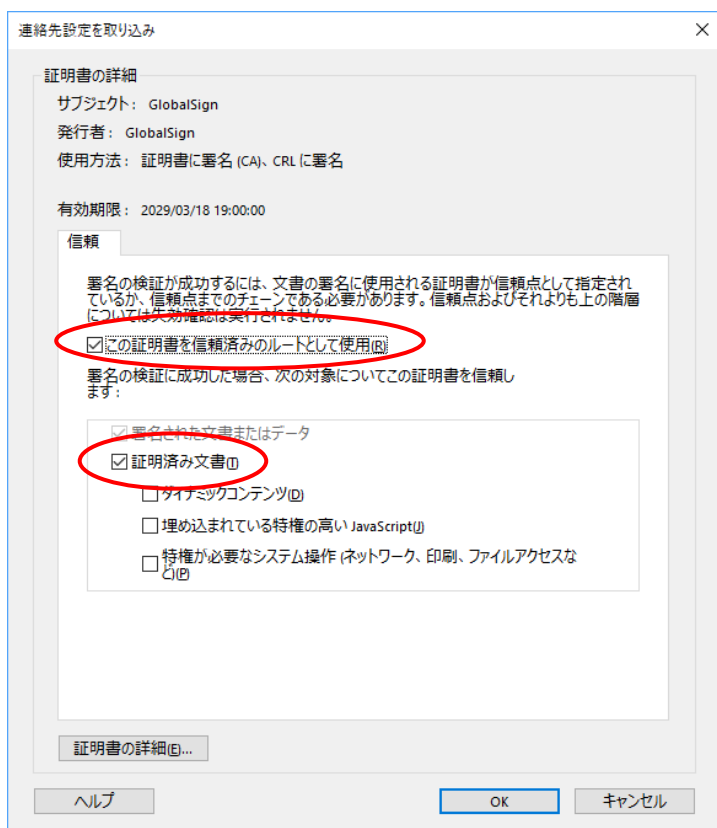 連絡先設定を取り込み
証明書の詳細
サブジェクト: GlobalSign
発行者: GlobalSign
使用方法: 証明書に署名 (CA)、CRL に署名
有効期限: 2029/03/18 19:00:00
信頼
署名の検証が成功するには、文書の署名に使用される証明書が信頼点として指定され
ているか、信頼点までのチェーンである必要があります。信頼点およびそれよりも上の階層
については失効確認は実行されません。
この証明書を信頼済みのルートとして使用(R)
署名の検証に成功した場合、次の対象についてこの証明書を信頼し
ます:
署名された文書またはデータ
証明済み文書(T)
ダイナミックコンテンツ(D)
埋め込まれている特権の高い JavaScript(J)
特権が必要なシステム操作 (ネットワーク、印刷、ファイルアクセスな
ど)(P)
証明書の詳細(E)...
ヘルプ
OK
キャンセル